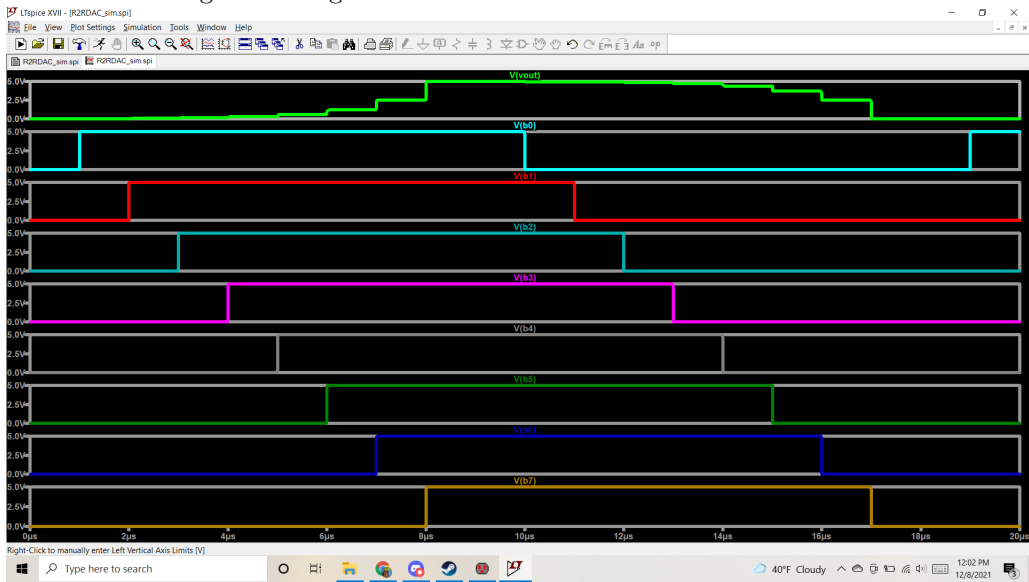 LTspice XVII - [R2RDAC_sim.spi]
File View Plot Settings Simulation Tools Window Help
R2RDAC_sim.spi R2RDAC_sim.spi
V(vout)
5.0V
2.5V
0.0V
V(b0)
5.0V
2.5V
0.0V
V(b1)
5.0V
2.5V
0.0V
V(b2)
5.0V
2.5V
0.0V
V(b3)
5.0V
2.5V
0.0V
V(b4)
5.0V
2.5V
0.0V
V(b5)
5.0V
2.5V
0.0V
V(b6)
5.0V
2.5V
0.0V
V(b7)
5.0V
2.5V
0.0V
0µs 2µs 4µs 6µs 8µs 10µs 12µs 14µs 16µs 18µs 20µs
Right-Click to manually enter Left Vertical Axis Limits [V]
Type here to search
40°F Cloudy
12:02 PM
12/8/2021
3